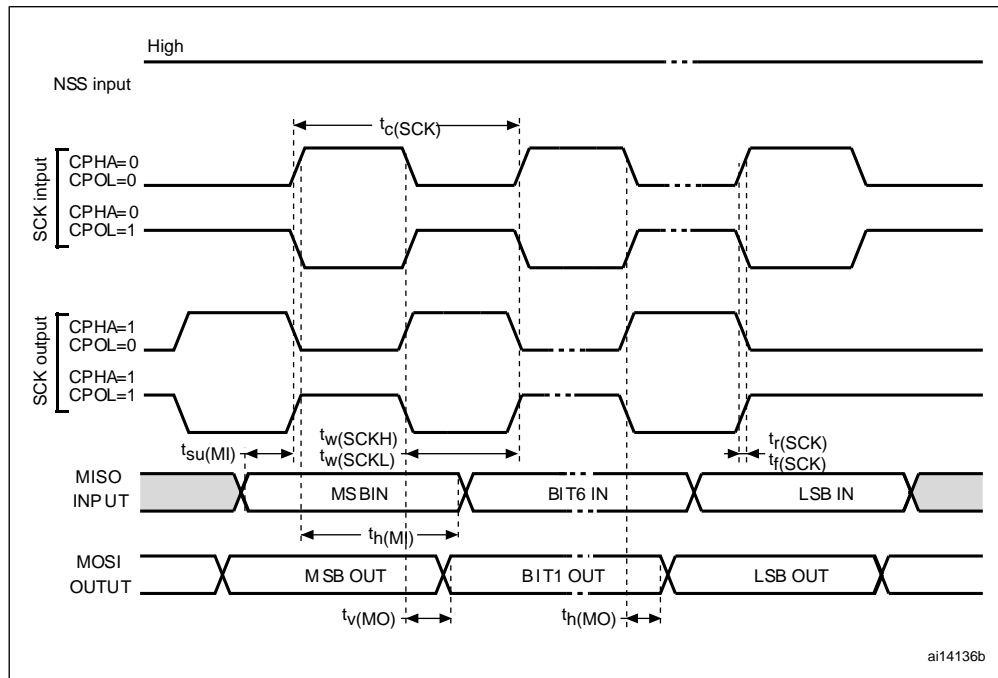 High
NSS input
tc(SCK)
SCK intput
CPHA=0
CPOL=0
CPHA=0
CPOL=1
SCK output
CPHA=1
CPOL=0
CPHA=1
CPOL=1
tsu(MI)
tw(SCKH)
tw(SCKL)
tr(SCK)
tf(SCK)
MISO
INPUT
MSBIN
BIT6 IN
LSB IN
th(MI)
MOSI
OUTUT
MSB OUT
BIT1 OUT
LSB OUT
tv(MO)
th(MO)
ai14136b